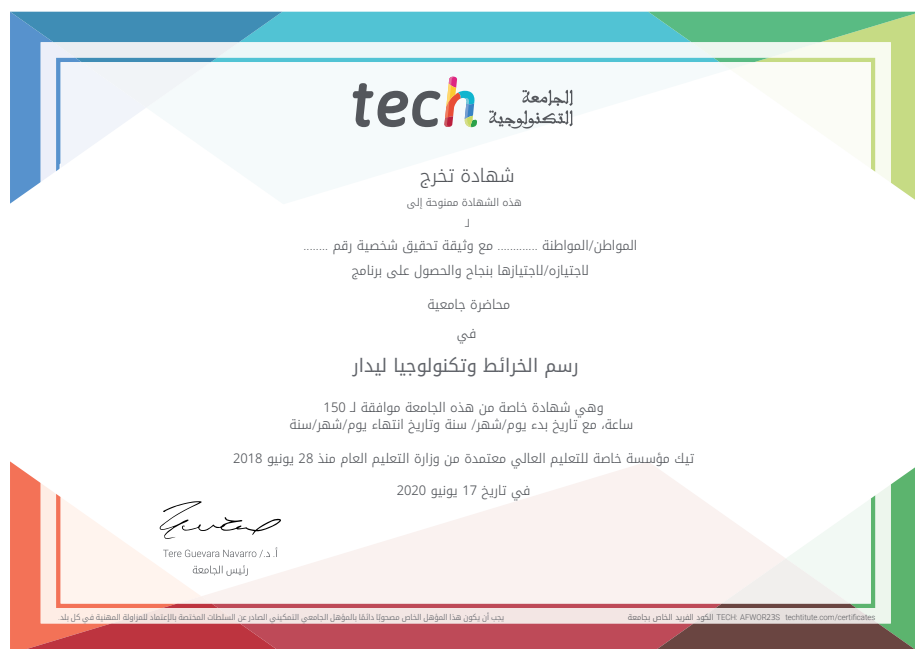 tech الجامعة
التكنولوجية
شهادة تخرج
هذه الشهادة ممنوحة إلى
لـ
المواطن/المواطنة ............. مع وثيقة تحقيق شخصية رقم ........
لاجتيازه/لاجتيازها بنجاح والحصول على برنامج
محاضرة جامعية
في
رسم الخرائط وتكنولوجيا ليدار
وهي شهادة خاصة من هذه الجامعة موافقة لـ 150
ساعة، مع تاريخ بدء يوم/شهر/ سنة وتاريخ انتهاء يوم/شهر/سنة
تيك مؤسسة خاصة للتعليم العالي معتمدة من وزارة التعليم العام منذ 28 يونيو 2018
في تاريخ 17 يونيو 2020
أ. د./ Tere Guevara Navarro
رئيس الجامعة
يجب أن يكون هذا المؤهل الخاص مصحوبًا دائمًا بالمؤهل الجامعي التمكيني الصادر عن السلطات المختصة بالإعتماد للمزاولة المهنية في كل بلد.
الكود الفريد الخاص بجامعة TECH: AFWOR23S techtitute.com/certificates